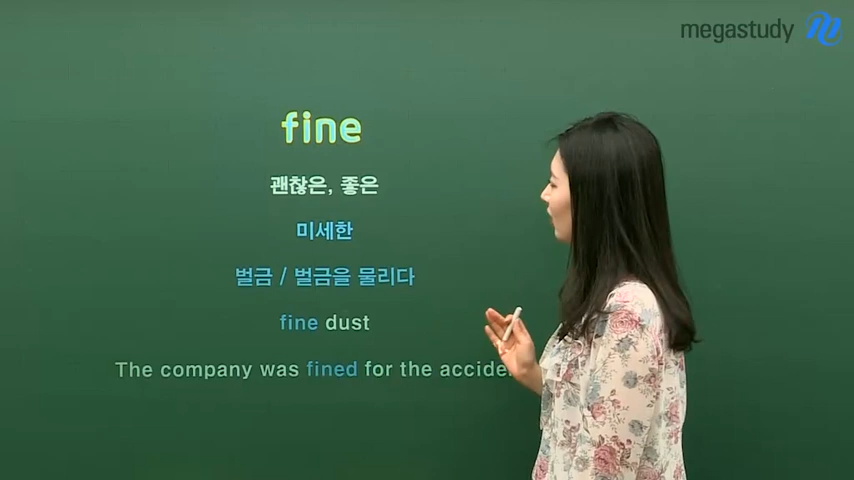 megastudy
fine
괜찮은, 좋은
미세한
벌금 / 벌금을 물리다
fine dust
The company was fined for the